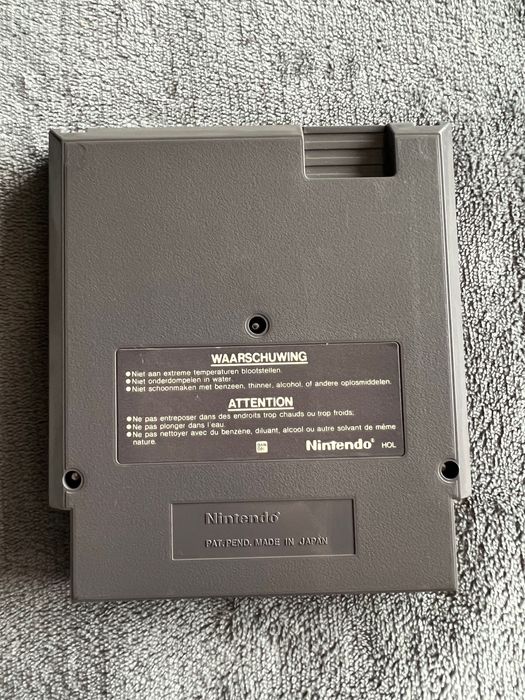 WAARSCHUWING
●Niet aan extreme temperaturen blootstellen.
●Niet onderdompelen in water.
●Niet schoonmaken met benzeen, thinner, alcohol, of andere oplosmiddelen.
ATTENTION
●Ne pas entreposer dans des endroits trop chauds ou trop froids;
●Ne pas plonger dans l'eau.
●Ne pas nettoyer avec du benzène, diluant, alcool ou autre solvant de même
nature.
Nintendo® HOL
Nintendo®
PAT.PEND. MADE IN JAPAN